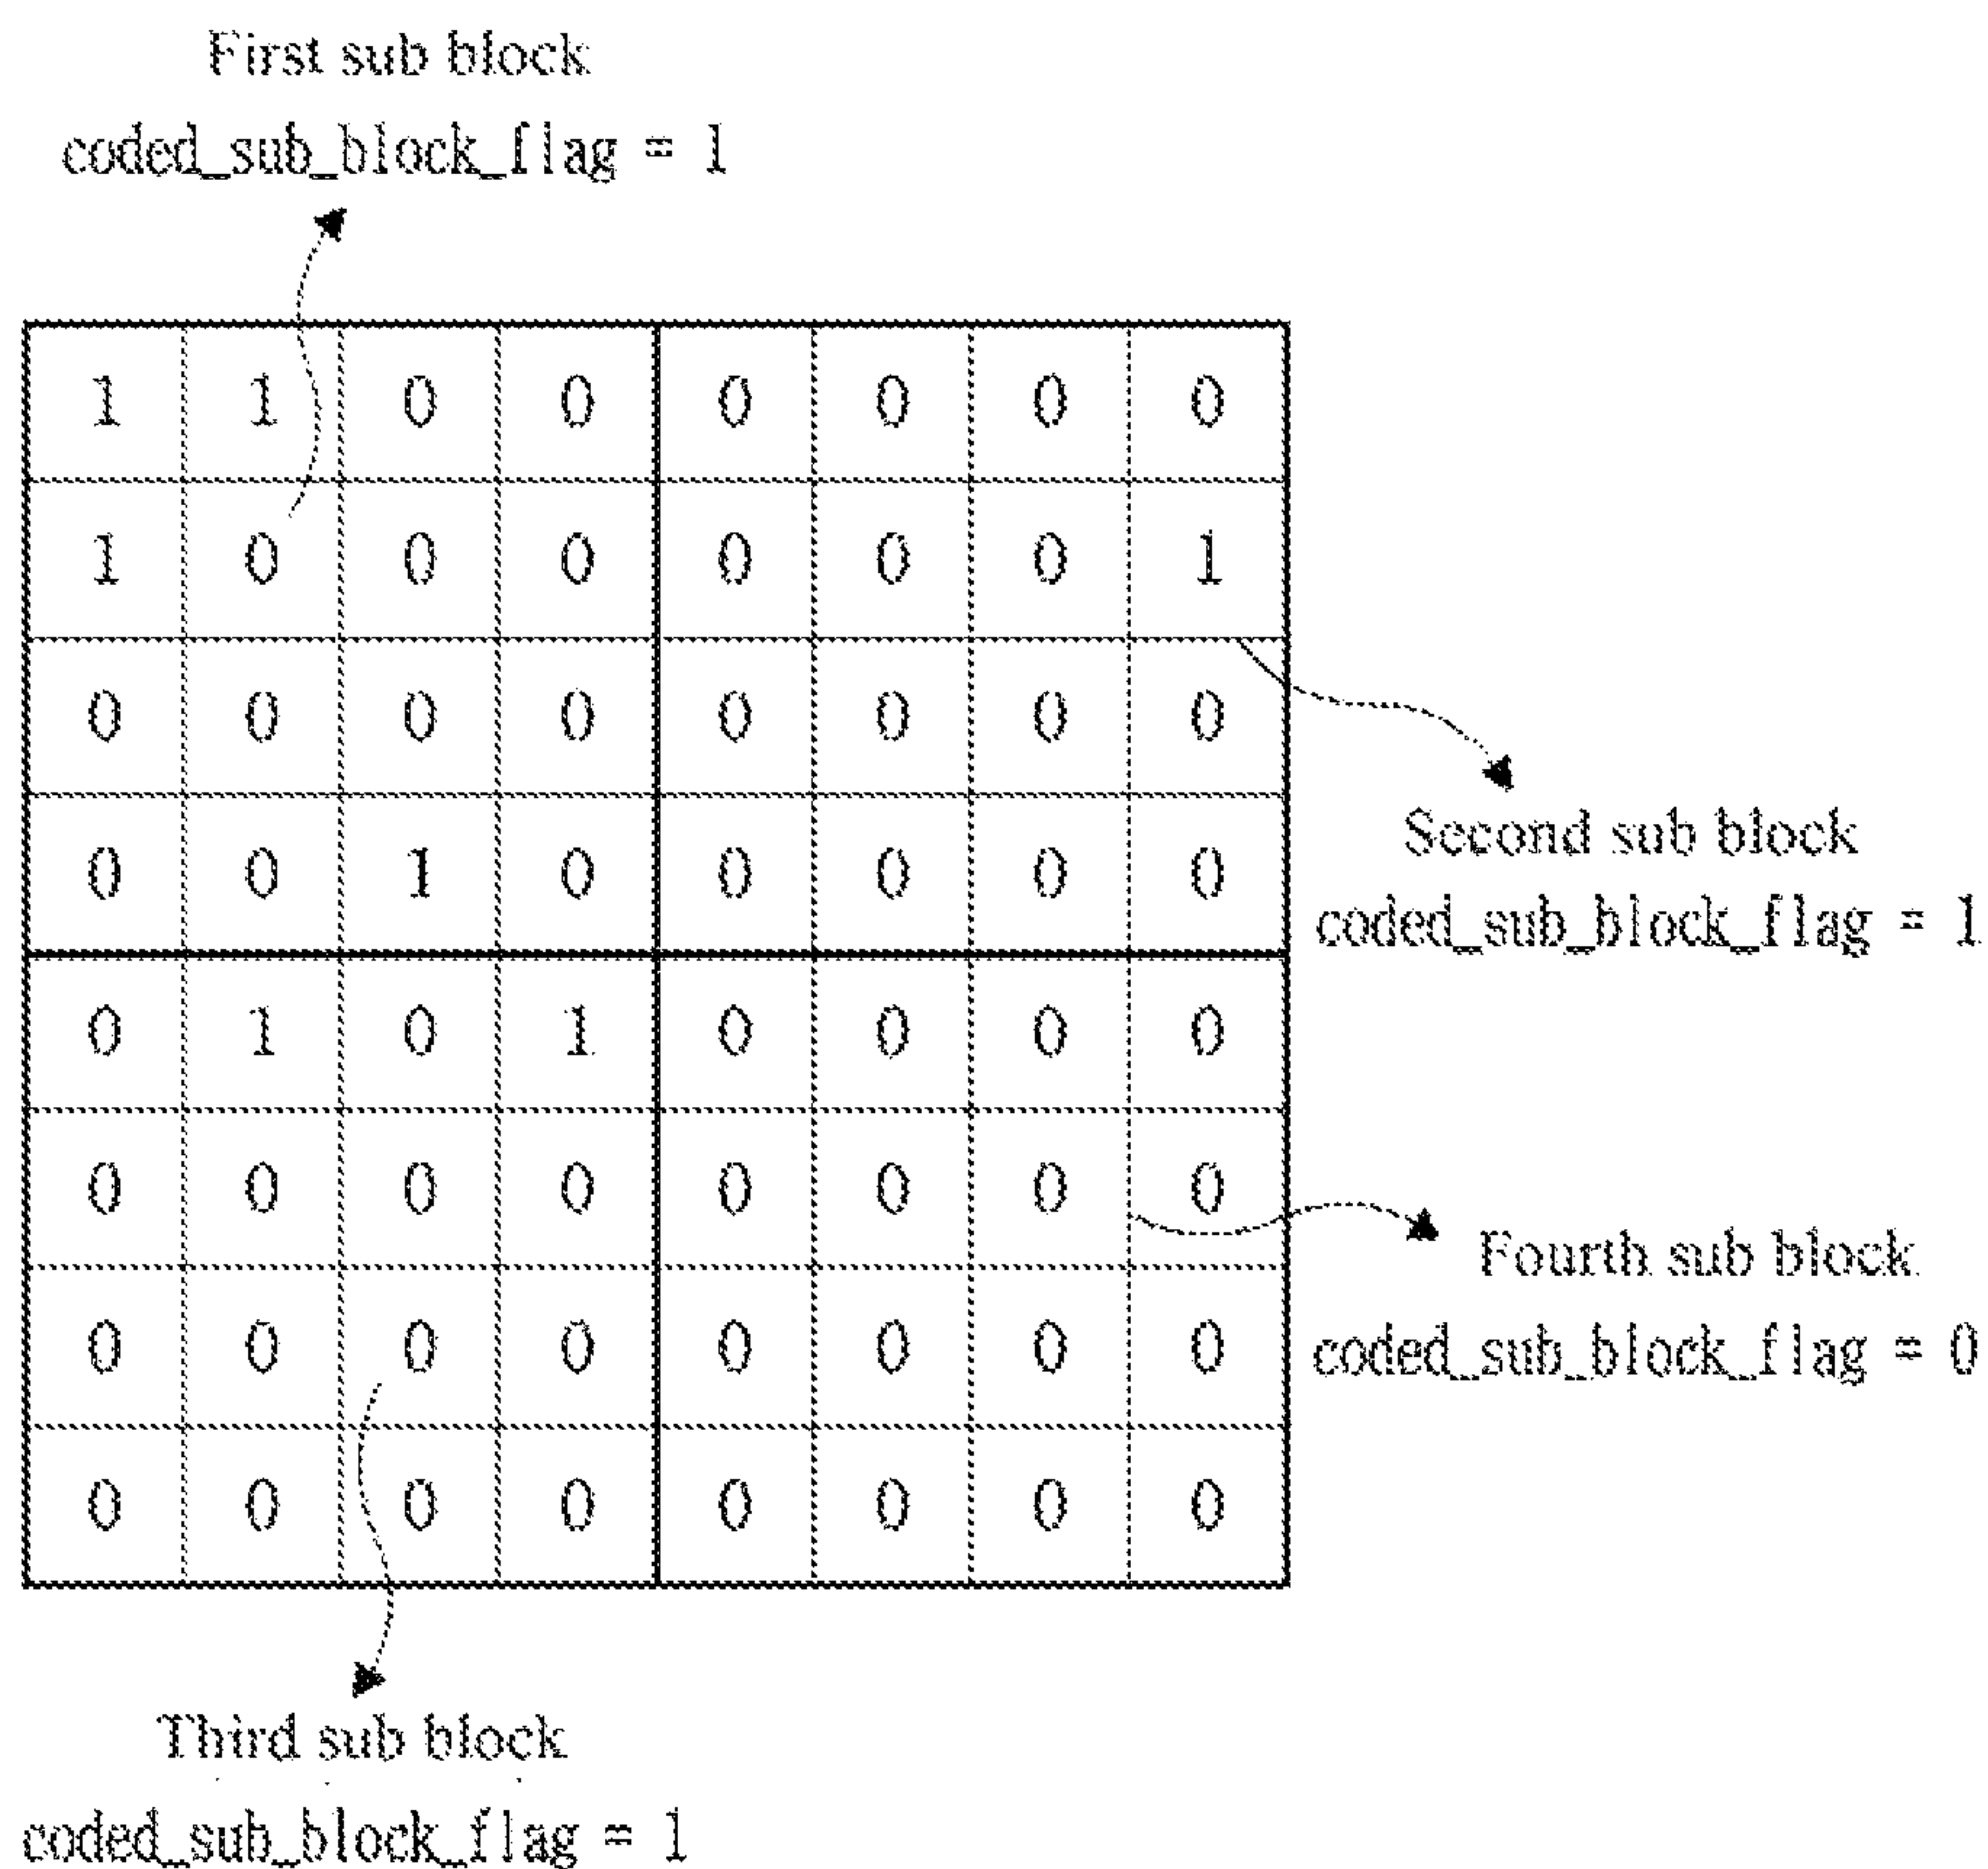 First sub block
coded_sub_block_flag = 1
1 1 0 0 0 0 0 0
1 0 0 0 0 0 0 1
0 0 0 0 0 0 0 0
0 0 1 0 0 0 0 0
Second sub block
coded_sub_block_flag = 1
0 1 0 1 0 0 0 0
0 0 0 0 0 0 0 0
Fourth sub block
coded_sub_block_flag = 0
0 0 0 0 0 0 0 0
0 0 0 0 0 0 0 0
Third sub block
coded_sub_block_flag = 1